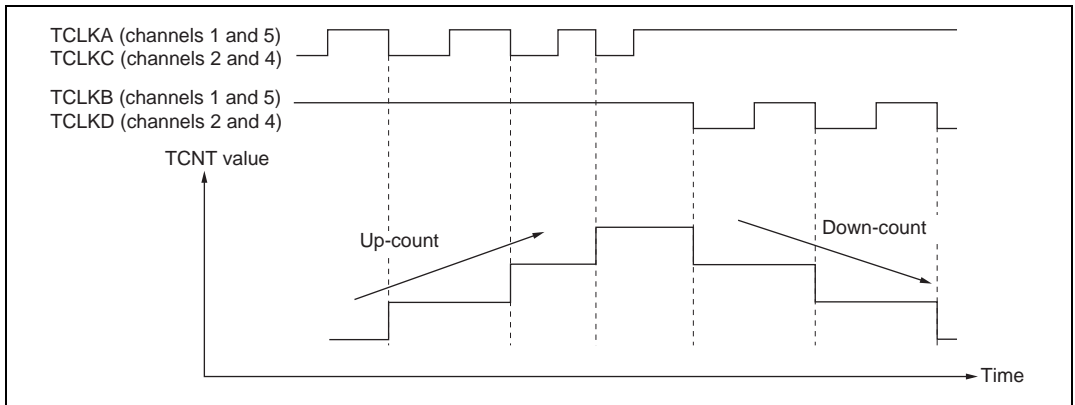 TCLKA (channels 1 and 5)
TCLKC (channels 2 and 4)
TCLKB (channels 1 and 5)
TCLKD (channels 2 and 4)
TCNT value
Up-count
Down-count
Time